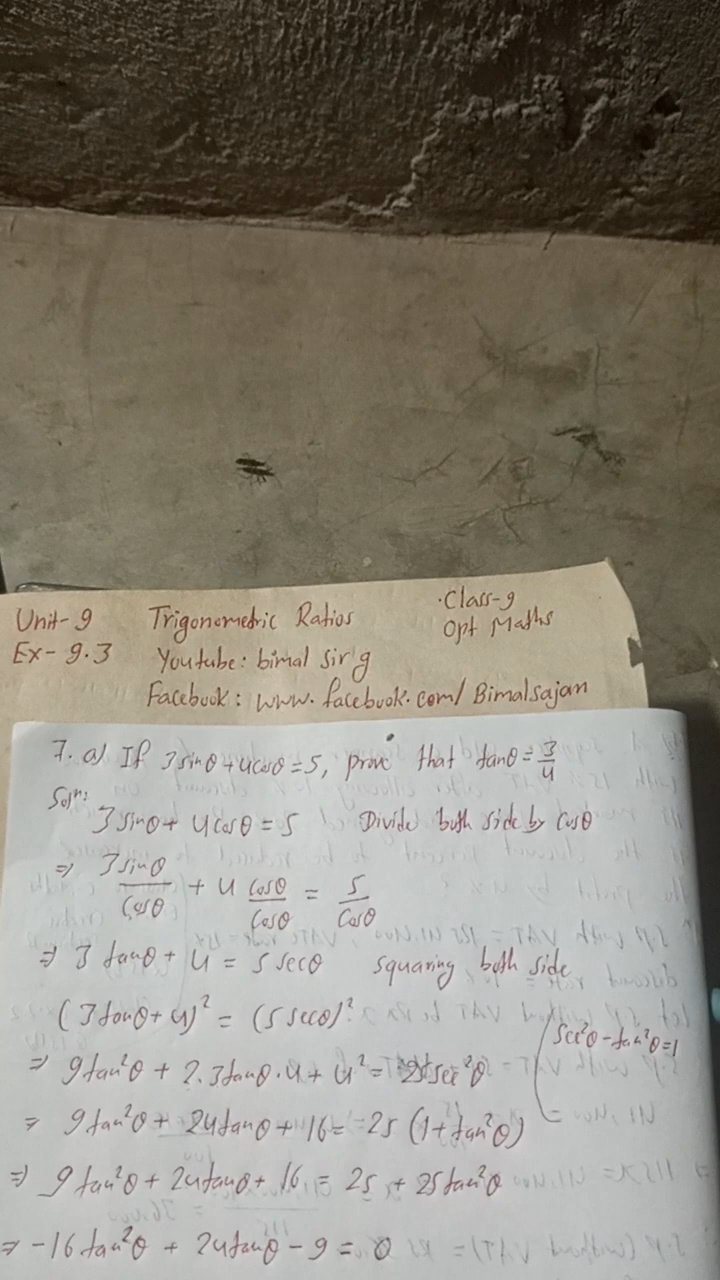 Unit-9 Trigonometric Ratios .Class-9
Ex-9.3 Youtube: bimal sir g Opt Maths
Facebook: www.facebook.com/Bimalsajan
7. a) If 3sinθ+4cosθ=5, prove that tanθ=3/4
Solⁿ:
3sinθ+ 4cosθ=5 Divide both side by Cosθ
⇒ 3sinθ/Cosθ + 4 Cosθ/Cosθ = 5/Cosθ
⇒ 3 tanθ+ 4 = 5secθ squaring both side
(3tanθ+4)² = (5secθ)²
sec²θ-tan²θ=1
⇒ 9tan²θ + 2.3tanθ.4+ 4² = 25sec²θ
⇒ 9tan²θ+ 24tanθ+ 16= 25 (1+tan²θ)
⇒ 9tan²θ+24tanθ+ 16 = 25 + 25tan²θ
⇒ -16tan²θ + 24tanθ-9 = 0